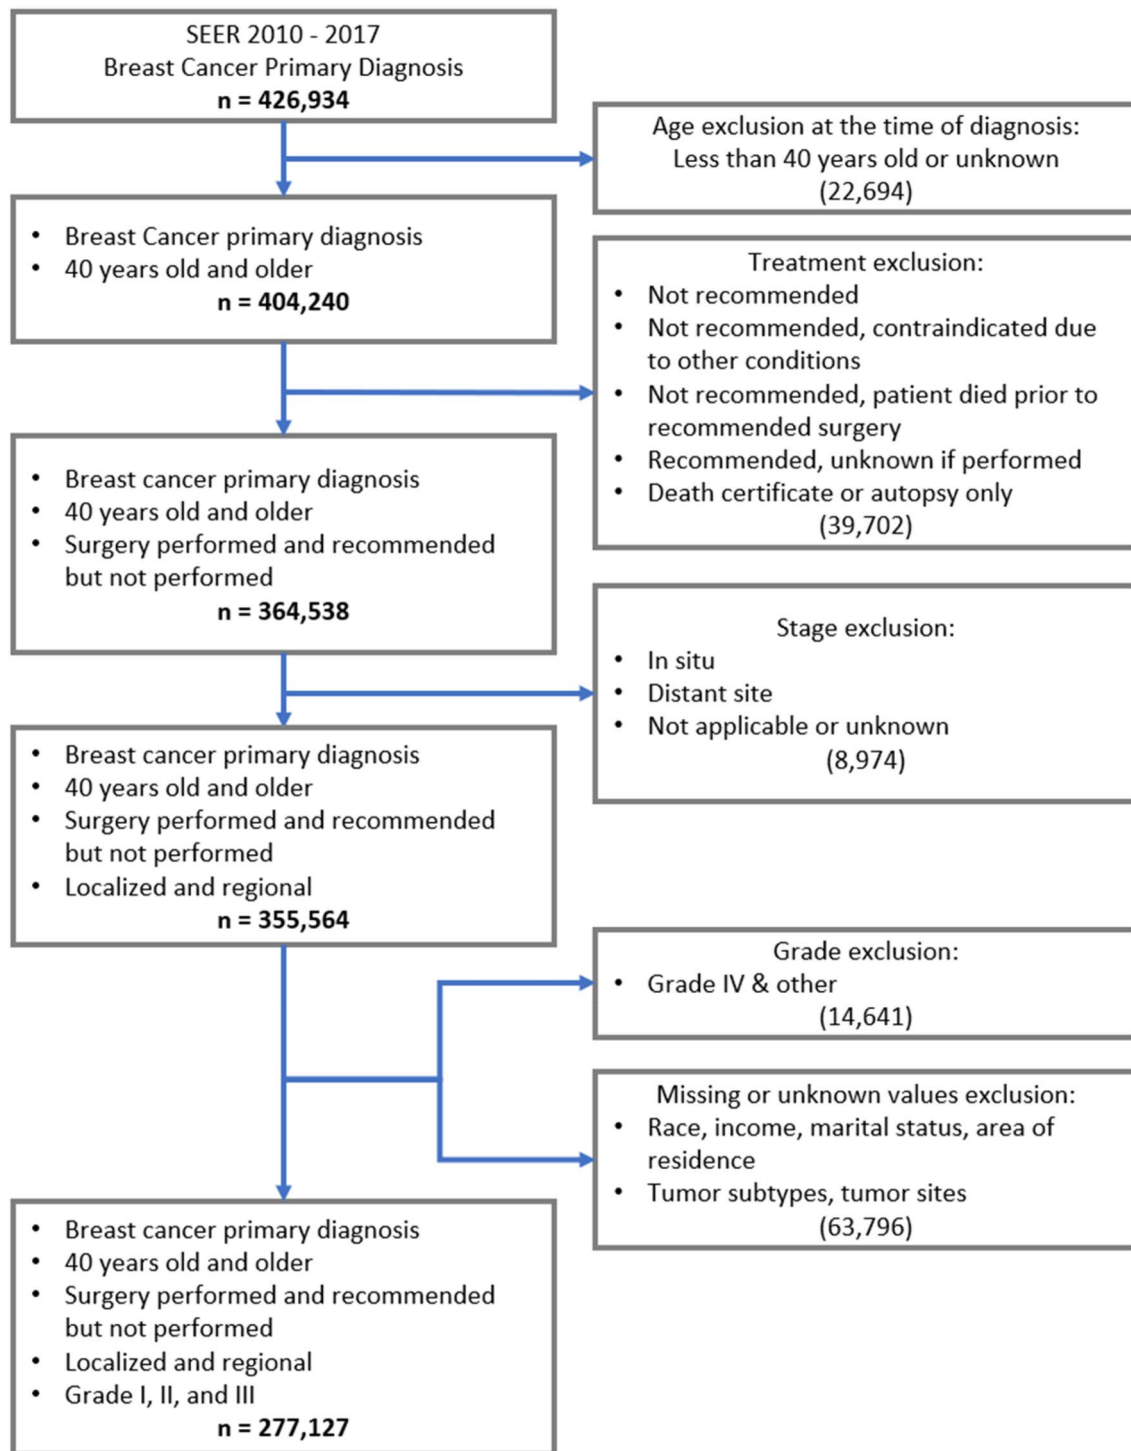 SEER 2010 - 2017
Breast Cancer Primary Diagnosis
n = 426,934
Age exclusion at the time of diagnosis:
Less than 40 years old or unknown
(22,694)
• Breast Cancer primary diagnosis
• 40 years old and older
n = 404,240
Treatment exclusion:
• Not recommended
• Not recommended, contraindicated due
to other conditions
• Not recommended, patient died prior to
recommended surgery
• Recommended, unknown if performed
• Death certificate or autopsy only
(39,702)
• Breast cancer primary diagnosis
• 40 years old and older
• Surgery performed and recommended
but not performed
n = 364,538
Stage exclusion:
• In situ
• Distant site
• Not applicable or unknown
(8,974)
• Breast cancer primary diagnosis
• 40 years old and older
• Surgery performed and recommended
but not performed
• Localized and regional
n = 355,564
Grade exclusion:
• Grade IV & other
(14,641)
Missing or unknown values exclusion:
• Race, income, marital status, area of
residence
• Tumor subtypes, tumor sites
(63,796)
• Breast cancer primary diagnosis
• 40 years old and older
• Surgery performed and recommended
but not performed
• Localized and regional
• Grade I, II, and III
n = 277,127